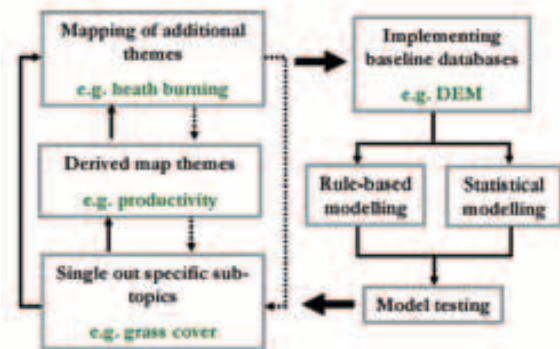 Mapping of additional
themes
e.g. heath burning
Derived map themes
e.g. productivity
Single out specific sub-
topics
e.g. grass cover
Implementing
baseline databases
e.g. DEM
Rule-based
modelling
Statistical
modelling
Model testing